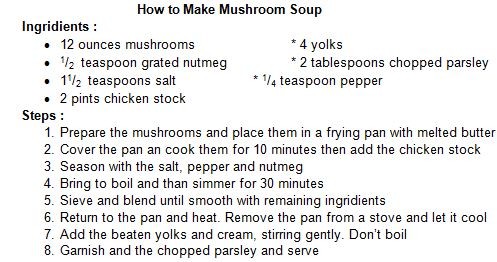 How to Make Mushroom Soup
Ingridients :
• 12 ounces mushrooms * 4 yolks
• 1/2 teaspoon grated nutmeg * 2 tablespoons chopped parsley
• 1 1/2 teaspoons salt * 1/4 teaspoon pepper
• 2 pints chicken stock
Steps :
1. Prepare the mushrooms and place them in a frying pan with melted butter
2. Cover the pan an cook them for 10 minutes then add the chicken stock
3. Season with the salt, pepper and nutmeg
4. Bring to boil and than simmer for 30 minutes
5. Sieve and blend until smooth with remaining ingridients
6. Return to the pan and heat. Remove the pan from a stove and let it cool
7. Add the beaten yolks and cream, stirring gently. Don't boil
8. Garnish and the chopped parsley and serve